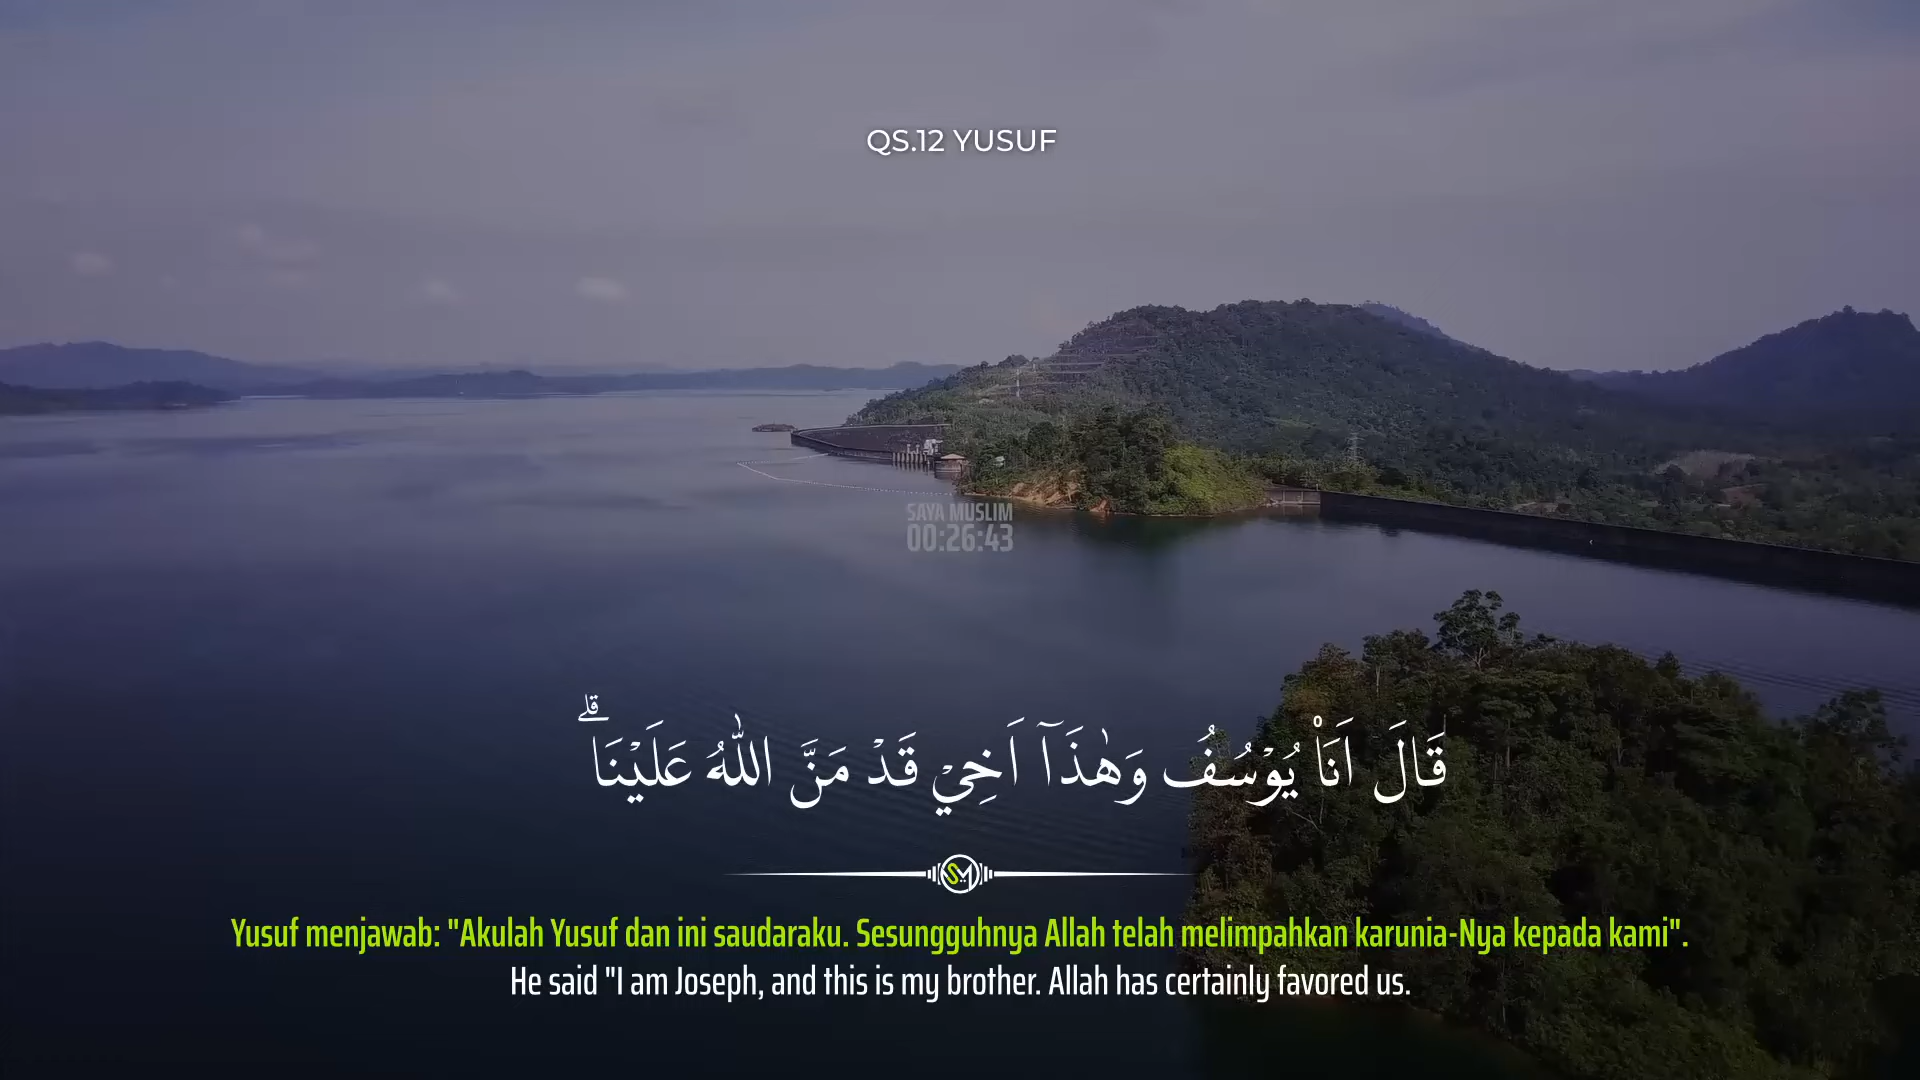 QS.12 YUSUF
SAYA MUSLIM
00:26:43
قَالَ اَنَا۠ يُوْسُفُ وَهٰذَآ اَخِيْ قَدْ مَنَّ اللّٰهُ عَلَيْنَاۗ
SM
Yusuf menjawab: "Akulah Yusuf dan ini saudaraku. Sesungguhnya Allah telah melimpahkan karunia-Nya kepada kami".
He said "I am Joseph, and this is my brother. Allah has certainly favored us.